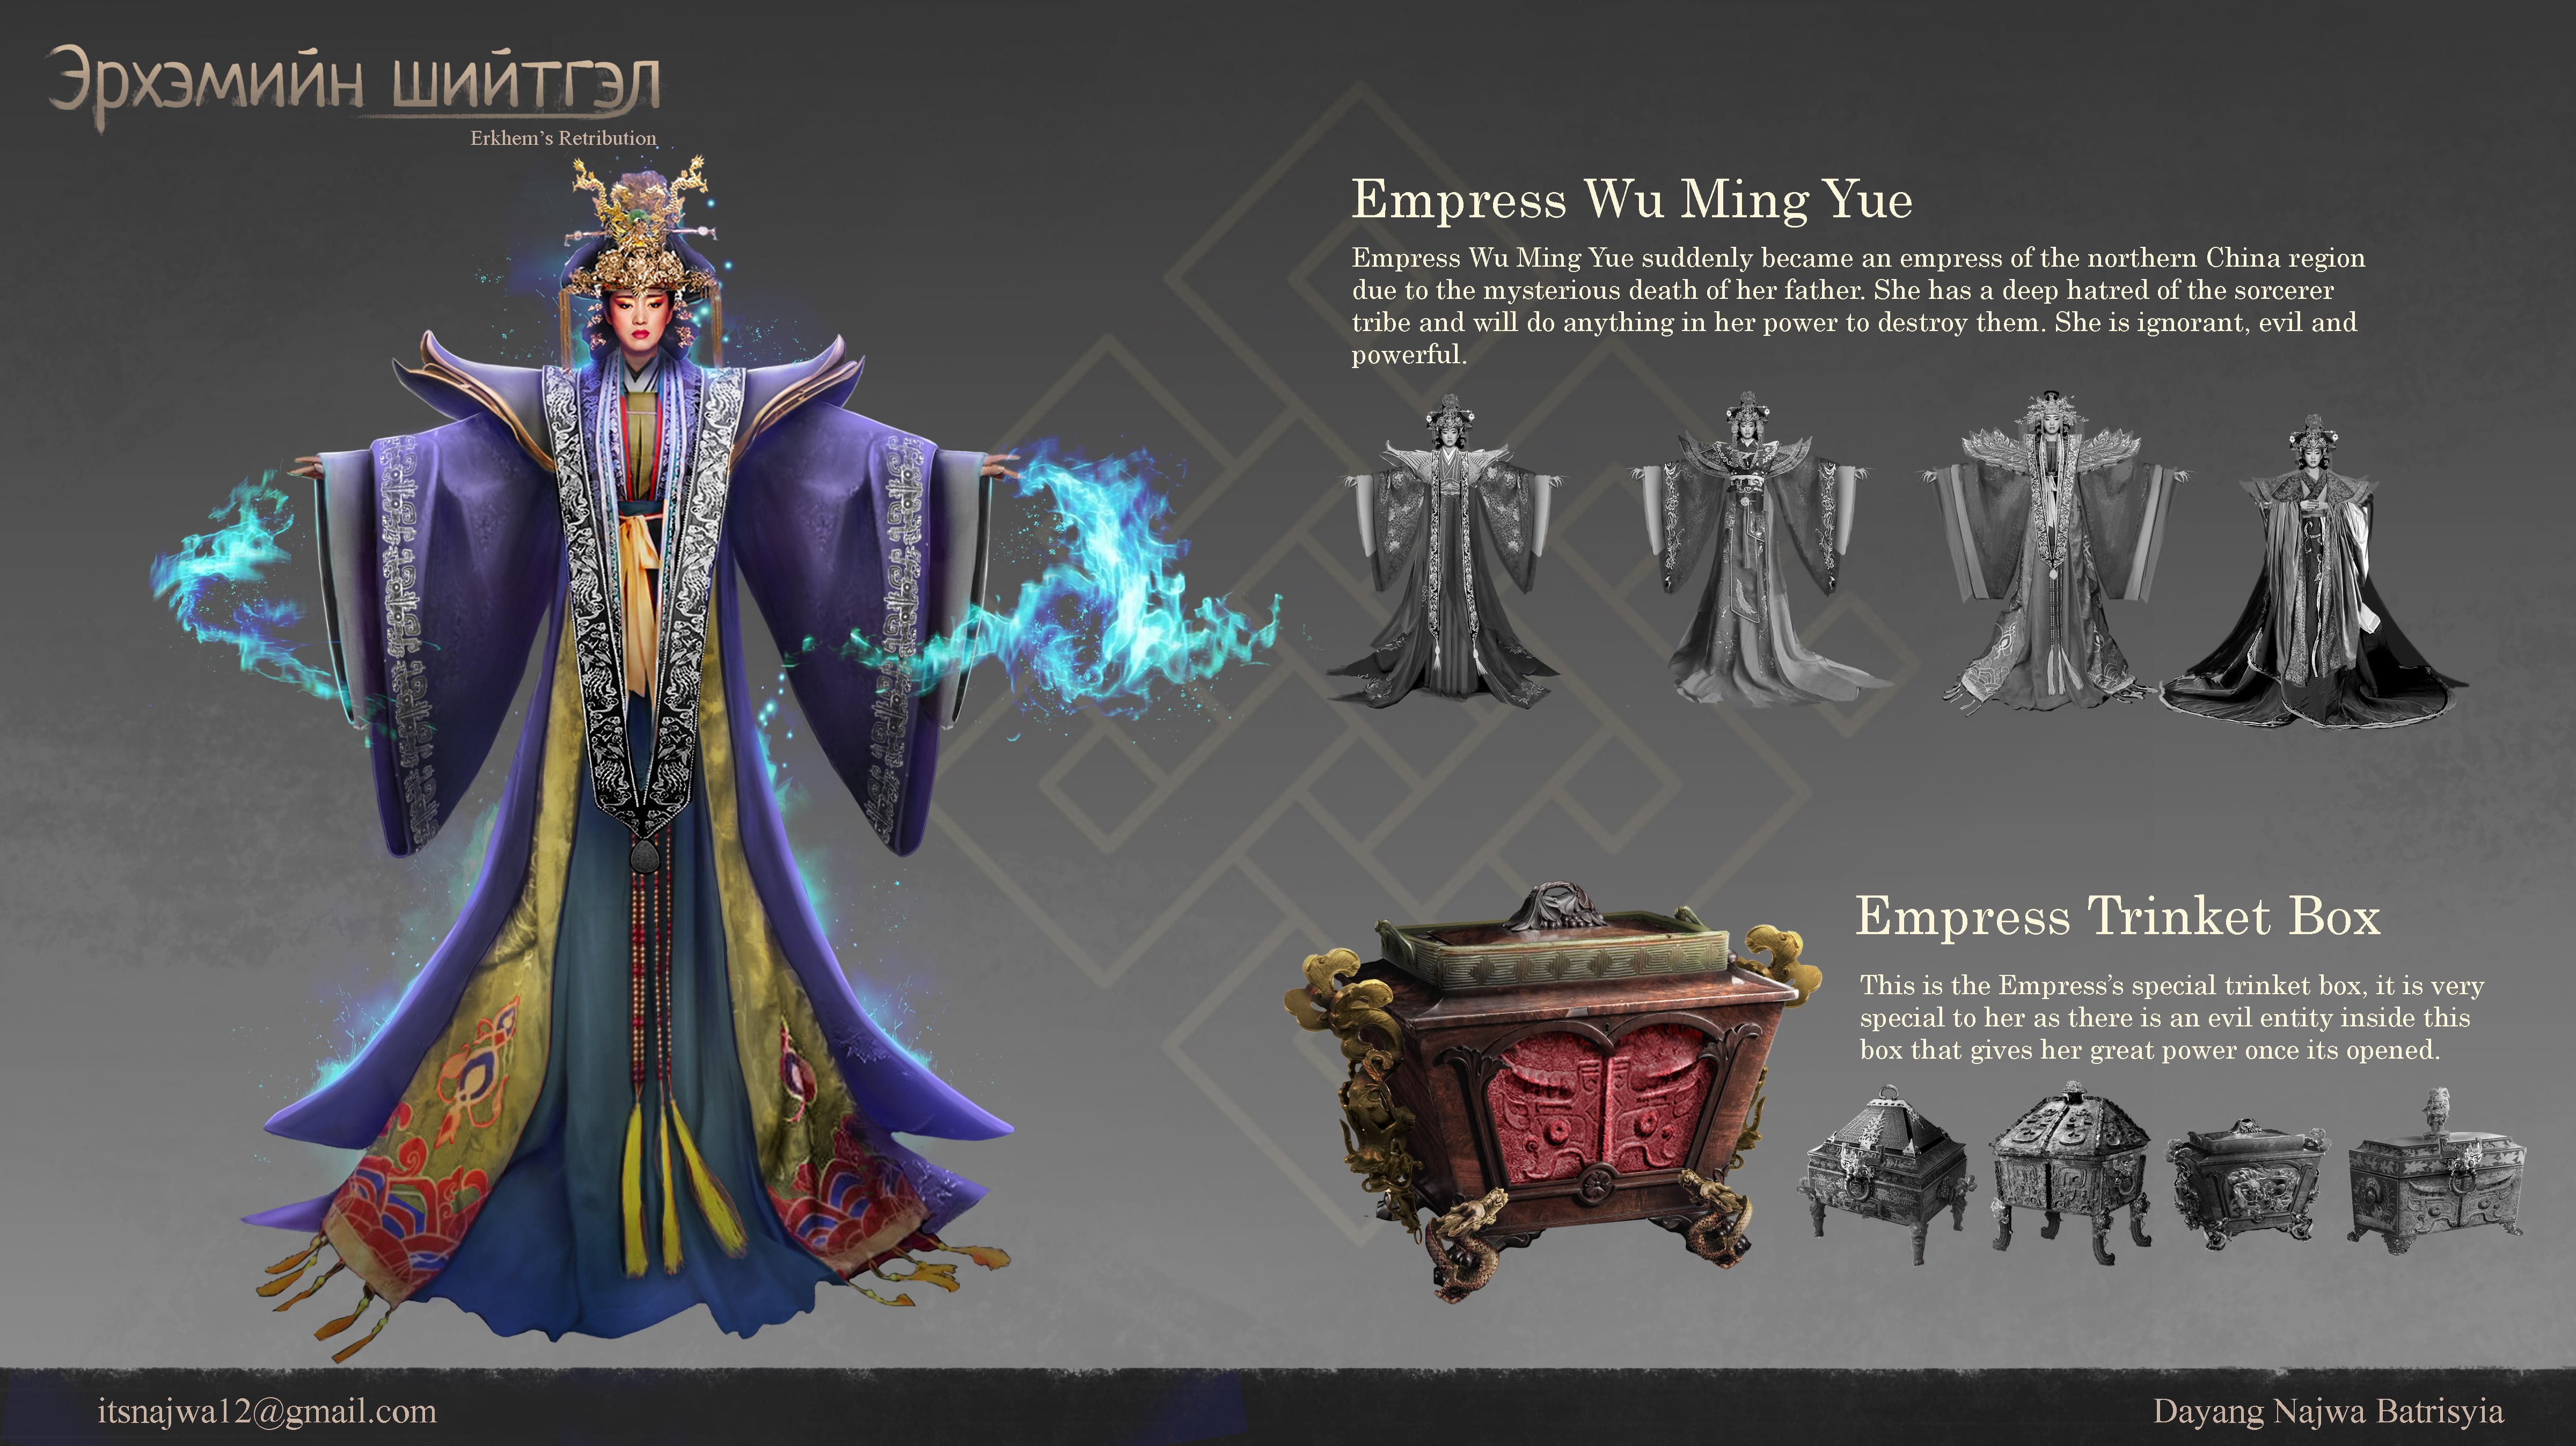 Эрхэмийн шийтгэл
Erkhem’s Retribution
Empress Wu Ming Yue
Empress Wu Ming Yue suddenly became an empress of the northern China region
due to the mysterious death of her father. She has a deep hatred of the sorcerer
tribe and will do anything in her power to destroy them. She is ignorant, evil and
powerful.
Empress Trinket Box
This is the Empress’s special trinket box, it is very
special to her as there is an evil entity inside this
box that gives her great power once its opened.
itsnajwa12@gmail.com
Dayang Najwa Batrisyia